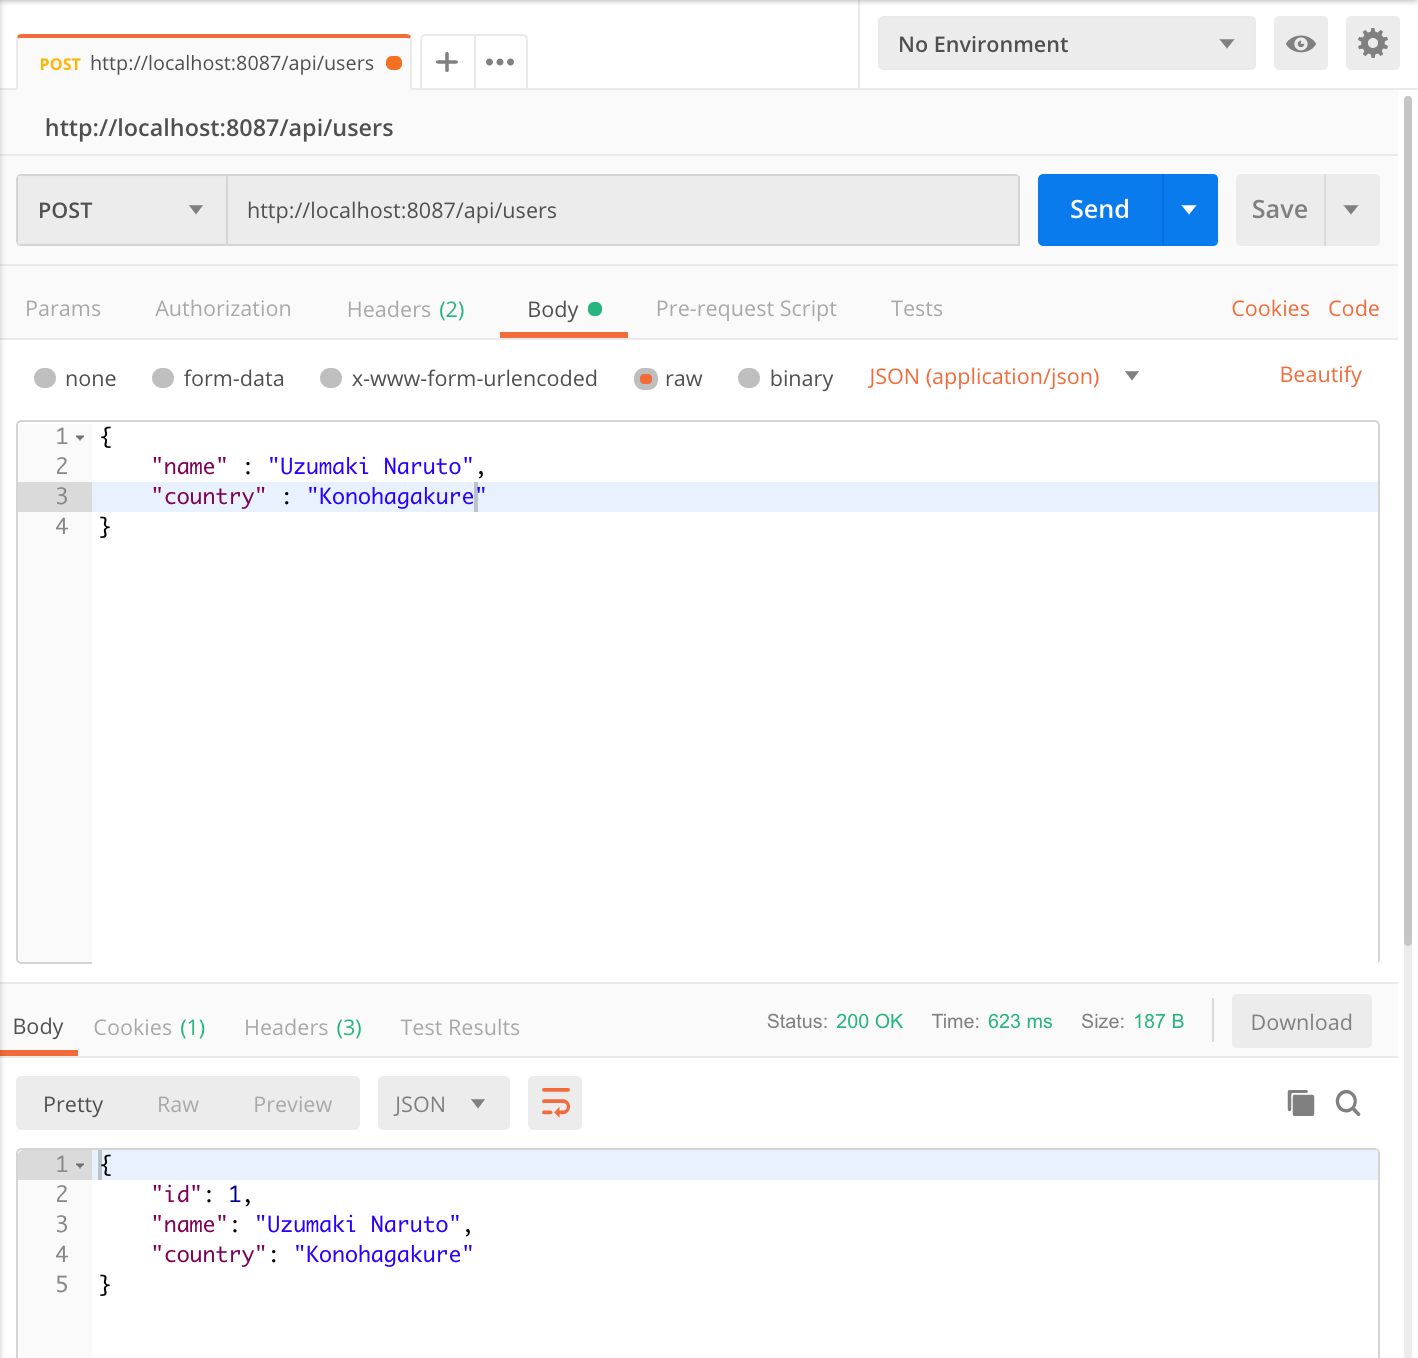 POST http://localhost:8087/api/users
No Environment
http://localhost:8087/api/users
POST http://localhost:8087/api/users Send Save
Params Authorization Headers (2) Body Pre-request Script Tests Cookies Code
none form-data x-www-form-urlencoded raw binary JSON (application/json) Beautify
1 {
2 "name" : "Uzumaki Naruto",
3 "country" : "Konohagakure"
4 }
Body Cookies (1) Headers (3) Test Results Status: 200 OK Time: 623 ms Size: 187 B Download
Pretty Raw Preview JSON
1 {
2 "id": 1,
3 "name": "Uzumaki Naruto",
4 "country": "Konohagakure"
5 }